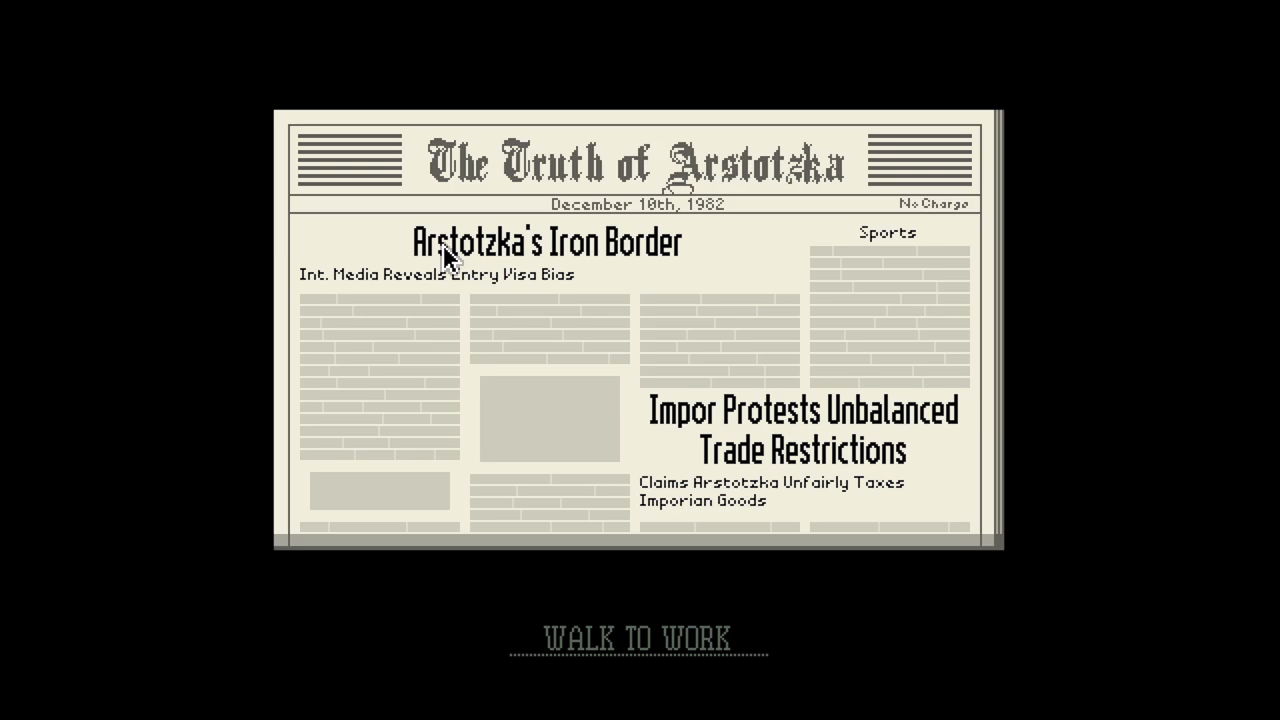 The Truth of Arstotzka
December 10th, 1982
No Charge
Arstotzka's Iron Border
Int. Media Reveals Entry Visa Bias
Sports
Impor Protests Unbalanced
Trade Restrictions
Claims Arstotzka Unfairly Taxes
Imporian Goods
WALK TO WORK